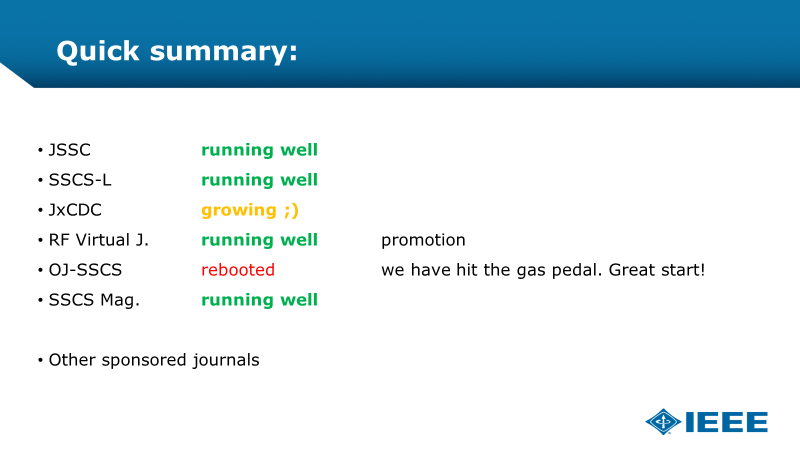 Quick summary:
• JSSC running well
• SSCS-L running well
• JxCDC growing ;)
• RF Virtual J. running well promotion
• OJ-SSCS rebooted we have hit the gas pedal. Great start!
• SSCS Mag. running well
• Other sponsored journals
IEEE